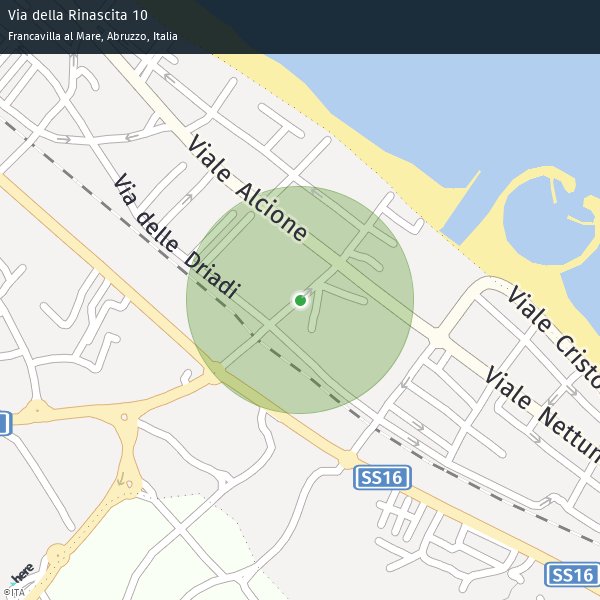 Via della Rinascita 10
Francavilla al Mare, Abruzzo, Italia
Viale Alcione
Via delle Driadi
Viale Cristo
Viale Nettun
SS16
SS16
here
©ITA